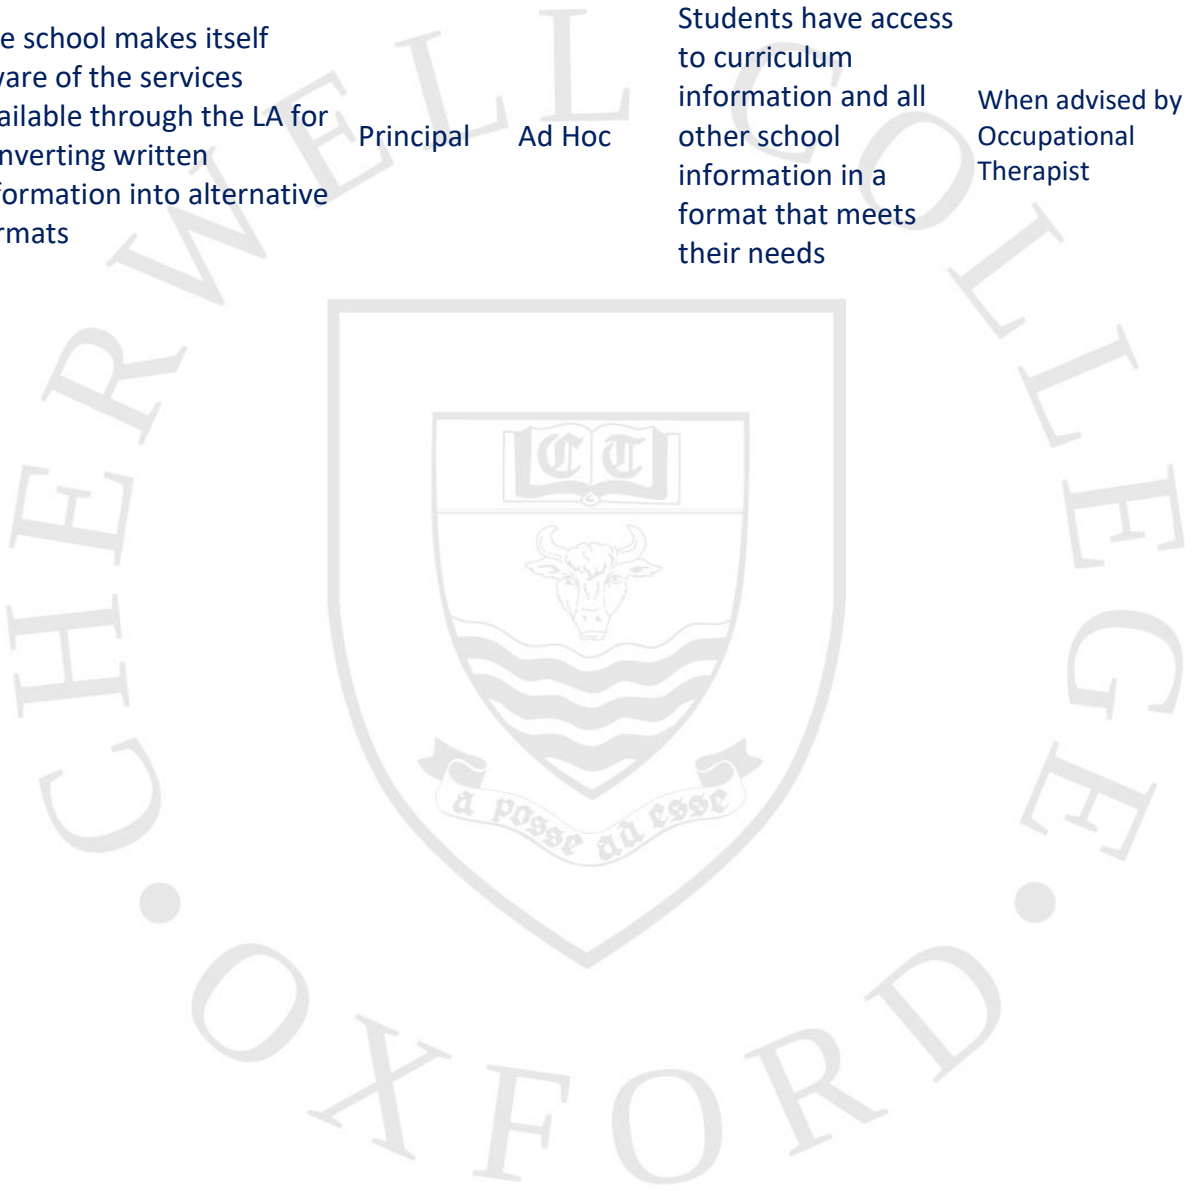 e school makes itself
are of the services
ailable through the LA for
nverting written
formation into alternative
rmats
Principal
Ad Hoc
Students have access
to curriculum
information and all
other school
information in a
format that meets
their needs
When advised by
Occupational
Therapist
CHERWELL COLLEGE
C T
a posse ad esse
• OXFORD •